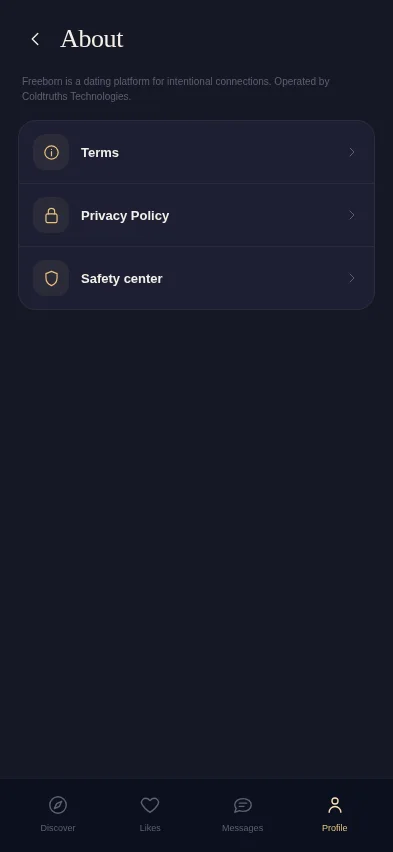 About
Freeborn is a dating platform for intentional connections. Operated by
Coldtruths Technologies.
Terms
Privacy Policy
Safety center
Discover
Likes
Messages
Profile